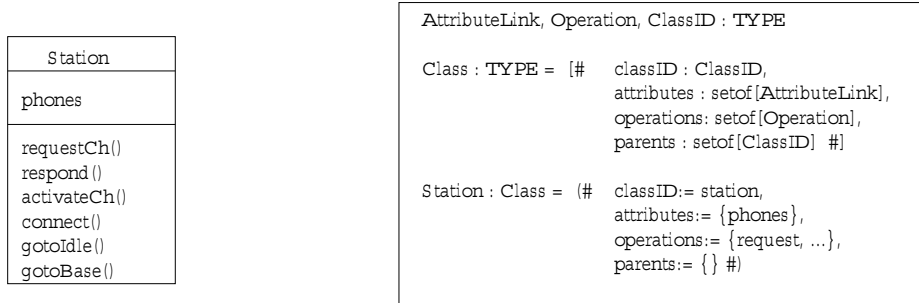 Station
phones
requestCh()
respond()
activateCh()
connect()
gotoIdle()
gotoBase()
AttributeLink, Operation, ClassID : TYPE
Class : TYPE = [# classID : ClassID,
attributes : setof[AttributeLink],
operations: setof[Operation],
parents : setof[ClassID] #]
Station : Class = (# classID:= station,
attributes:= {phones},
operations:= {request, ...},
parents:= { } #)